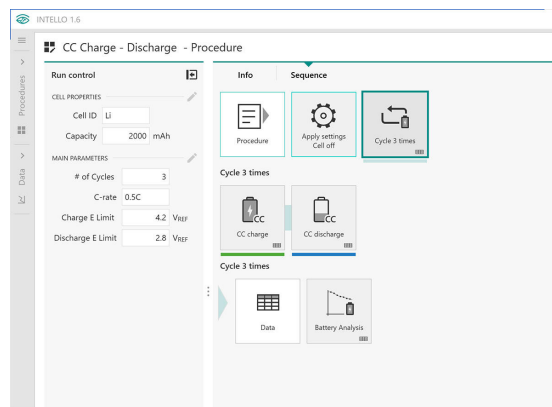 INTELLO 1.6
CC Charge - Discharge - Procedure
Procedures
Data
Run control
CELL PROPERTIES
Cell ID Li
Capacity 2000 mAh
MAIN PARAMETERS
# of Cycles 3
C-rate 0.5C
Charge E Limit 4.2 VREF
Discharge E Limit 2.8 VREF
Info Sequence
Procedure
Apply settings
Cell off
Cycle 3 times
Cycle 3 times
CC
CC charge
CC
CC discharge
Cycle 3 times
Data
Battery Analysis